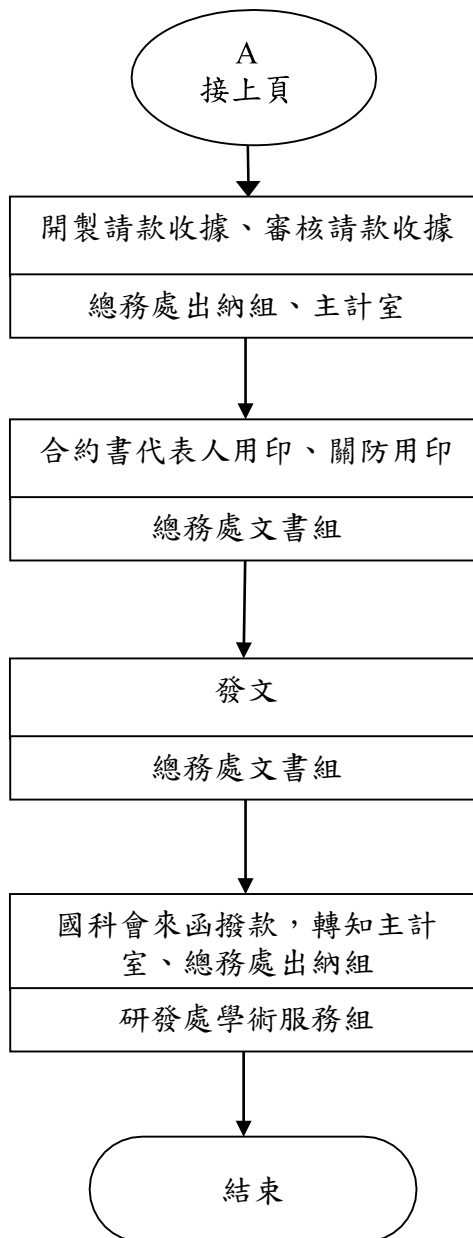 A
接上頁
開製請款收據、審核請款收據
總務處出納組、主計室
合約書代表人用印、關防用印
總務處文書組
發文
總務處文書組
國科會來函撥款，轉知主計
室、總務處出納組
研發處學術服務組
結束